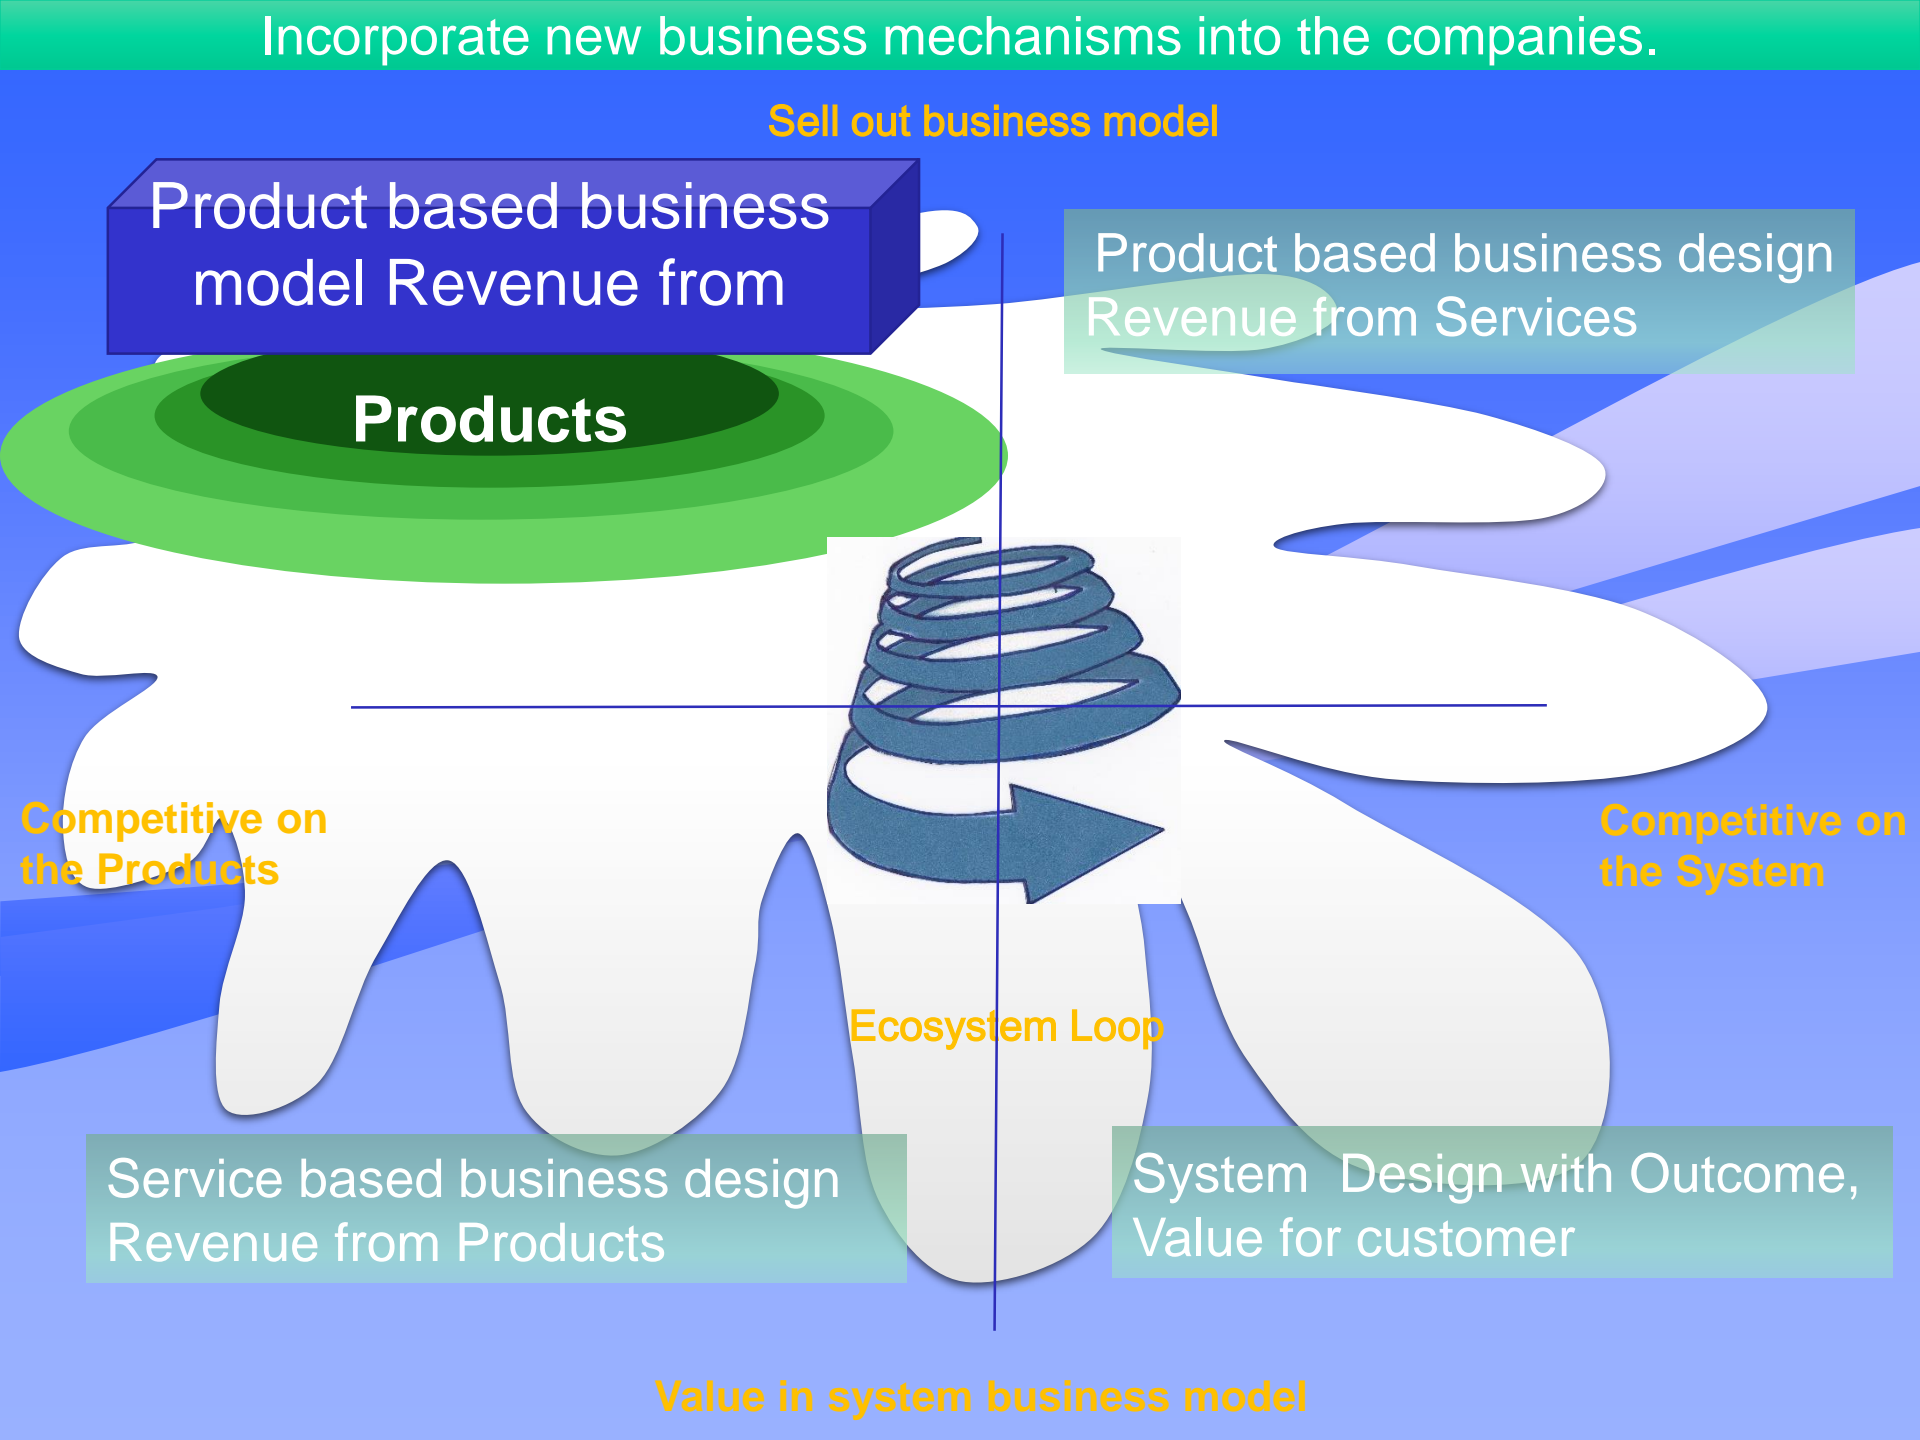 Incorporate new business mechanisms into the companies.
Sell out business model
Product based business
model Revenue from
Products
Product based business design
Revenue from Services
Competitive on
the Products
Competitive on
the System
Ecosystem Loop
Service based business design
Revenue from Products
System  Design with Outcome,
Value for customer
Value in system business model